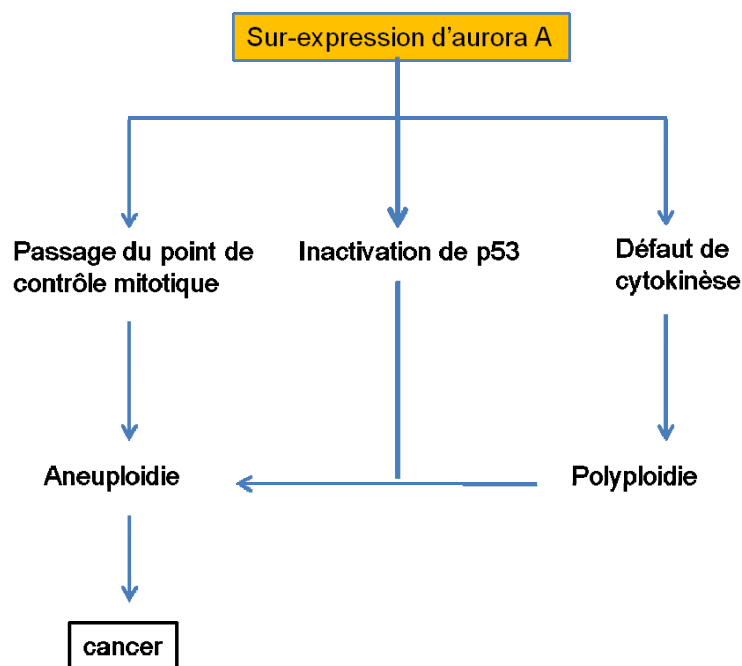 Sur-expression d'aurora A
Passage du point de
contrôle mitotique
Inactivation de p53
Défaut de
cytokinèse
Aneuploidie
Polyploidie
cancer